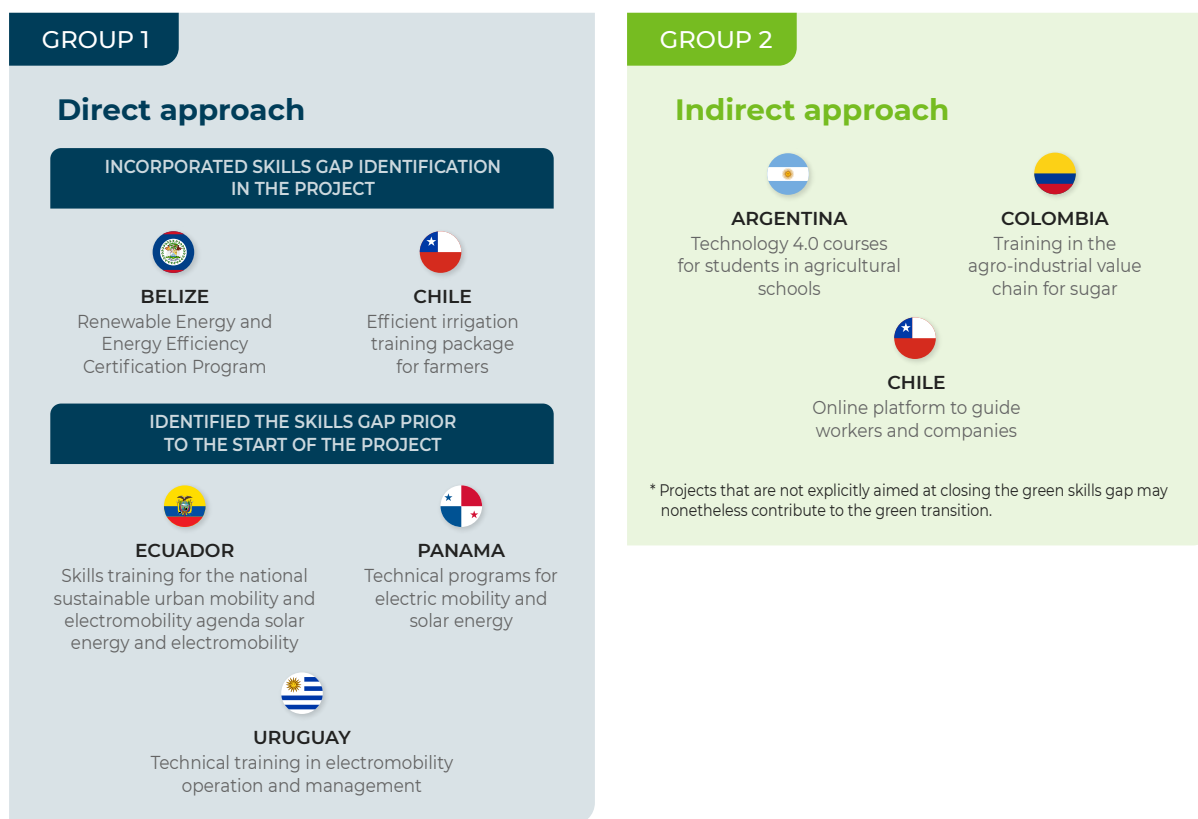 GROUP 1
Direct approach
INCORPORATED SKILLS GAP IDENTIFICATION
IN THE PROJECT
BELIZE
Renewable Energy and
Energy Efficiency
Certification Program
CHILE
Efficient irrigation
training package
for farmers
IDENTIFIED THE SKILLS GAP PRIOR
TO THE START OF THE PROJECT
ECUADOR
Skills training for the national
sustainable urban mobility and
electromobility agenda solar
energy and electromobility
PANAMA
Technical programs for
electric mobility and
solar energy
URUGUAY
Technical training in electromobility
operation and management
GROUP 2
Indirect approach
ARGENTINA
Technology 4.0 courses
for students in agricultural
schools
COLOMBIA
Training in the
agro-industrial value
chain for sugar
CHILE
Online platform to guide
workers and companies
* Projects that are not explicitly aimed at closing the green skills gap may
nonetheless contribute to the green transition.